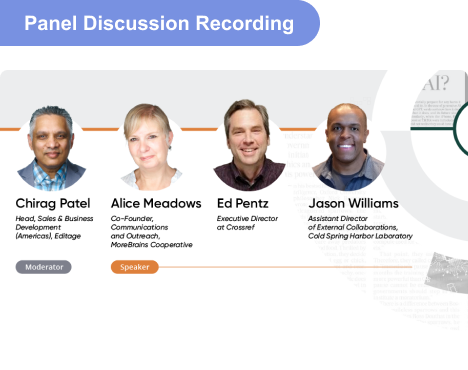 Panel Discussion Recording
AI?
Chirag Patel
Head, Sales & Business
Development
(Americas), Editage
Moderator
Alice Meadows
Co-Founder,
Communications
and Outreach,
MoreBrains Cooperative
Speaker
Ed Pentz
Executive Director
at Crossref
Jason Williams
Assistant Director
of External Collaborations,
Cold Spring Harbor Laboratory